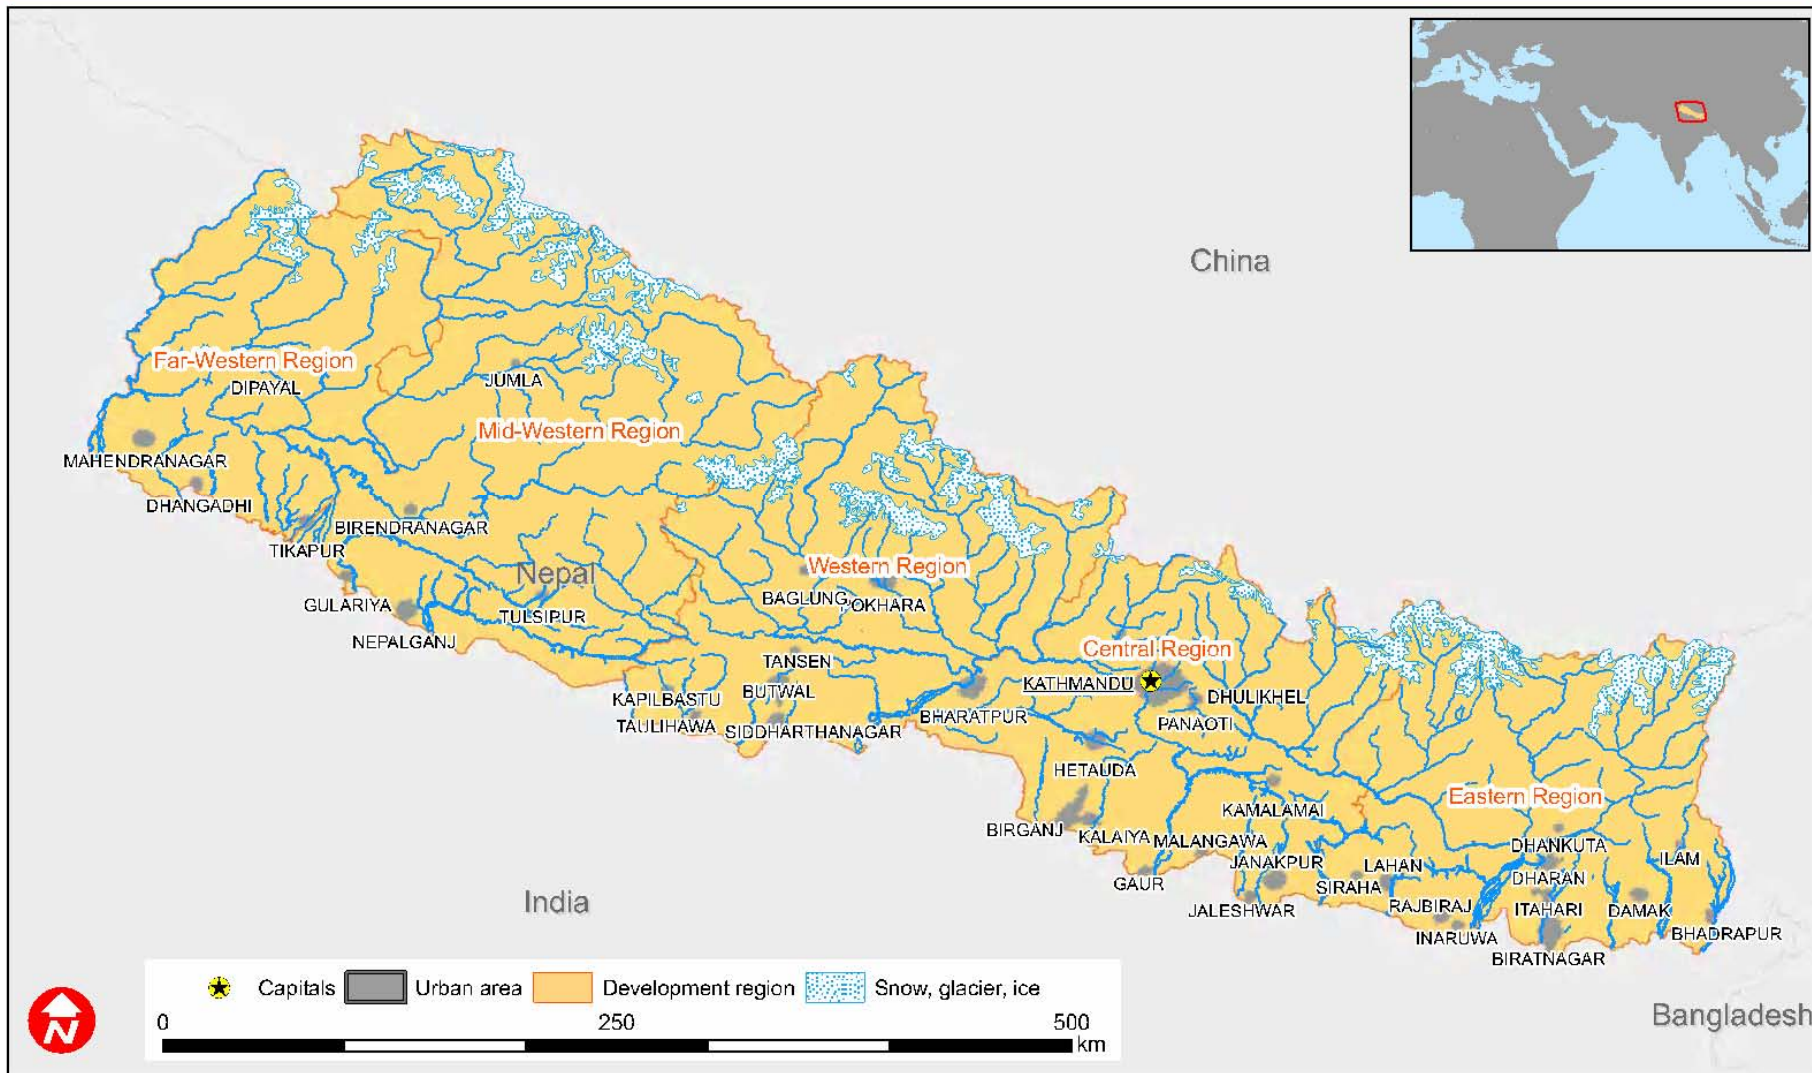 China
Far-Western Region
DIPAYAL
JUMLA
Mid-Western Region
MAHENDRANAGAR
DHANGADHI
BIRENDRANAGAR
TIKAPUR
Nepal
Western Region
GULARIYA
TULSIPUR
BAGLUNG
POKHARA
NEPALGANJ
TANSEN
Central Region
KATHMANDU
KAPILBASTU
BUTWAL
DHULIKHEL
TAULIHAWA
SIDDHARTHANAGAR
BHARATPUR
PANAOTI
HETAUDA
Eastern Region
KAMALAMAI
BIRGANJ
KALAIYA
MALANGAWA
DHANKUTA
JANAKPUR
LAHAN
ILAM
GAUR
SIRAHA
DHARAN
JALESHWAR
RAJBIRAJ
ITAHARI
DAMAK
India
INARUWA
BHADRAPUR
BIRATNAGAR
Capitals
Urban area
Development region
Snow, glacier, ice
Bangladesh
N
0 250 500
km